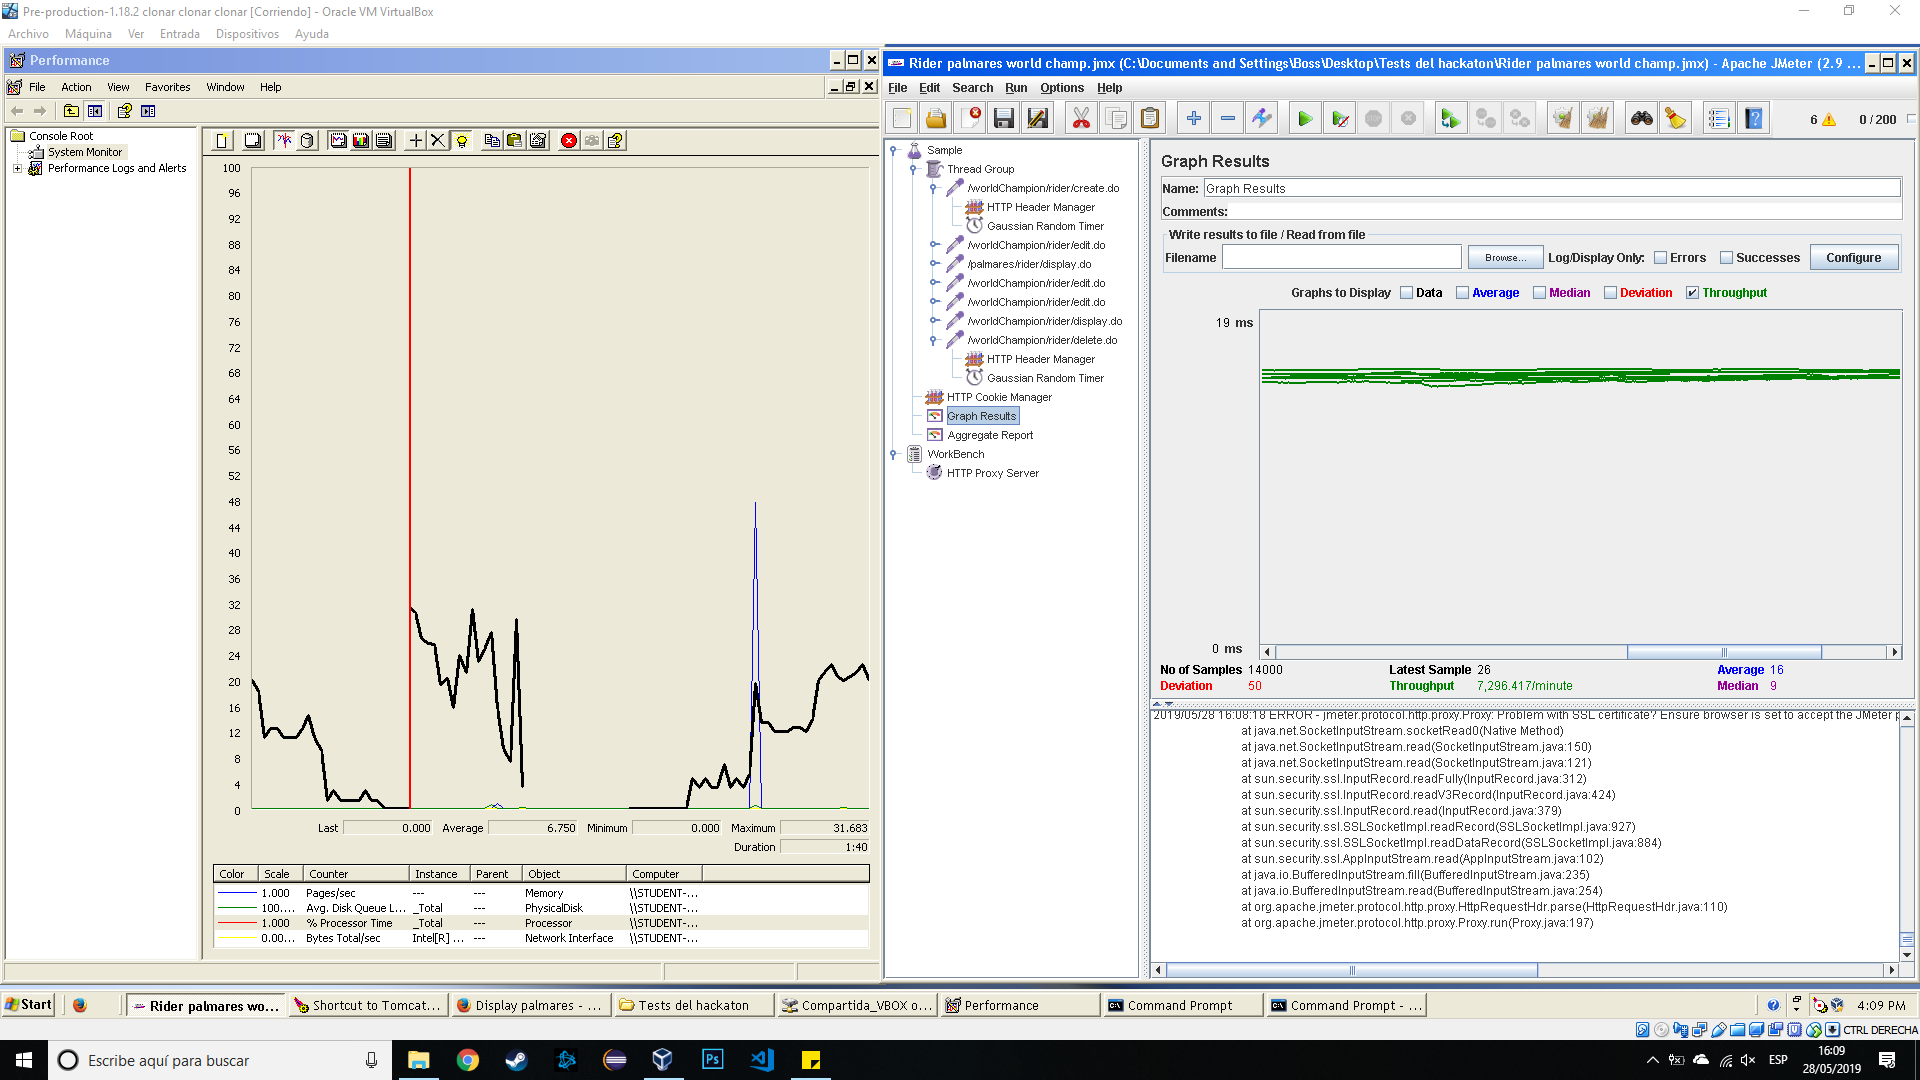 Pre-production-1.18.2 clonar clonar clonar [Corriendo] - Oracle VM VirtualBox
Archivo Máquina Ver Entrada Dispositivos Ayuda
Performance
File Action View Favorites Window Help
Console Root
System Monitor
Performance Logs and Alerts
100
96
92
88
84
80
76
72
68
64
60
56
52
48
44
40
36
32
28
24
20
16
12
8
4
0
Last 0.000 Average 6.750 Minimum 0.000 Maximum 31.683
Duration 1:40
Color Scale Counter Instance Parent Object Computer
1.000 Pages/sec --- --- Memory \\STUDENT-...
100.... Avg. Disk Queue L... _Total --- PhysicalDisk \\STUDENT-...
1.000 % Processor Time _Total --- Processor \\STUDENT-...
0.00... Bytes Total/sec Intel[R] ... --- Network Interface \\STUDENT-...
Rider palmares world champ.jmx (C:\Documents and Settings\Boss\Desktop\Tests del hackaton\Rider palmares world champ.jmx) - Apache JMeter (2.9 ...
File Edit Search Run Options Help
6 0 / 200
Sample
Thread Group
/worldChampion/rider/create.do
HTTP Header Manager
Gaussian Random Timer
/worldChampion/rider/edit.do
/palmares/rider/display.do
/worldChampion/rider/edit.do
/worldChampion/rider/edit.do
/worldChampion/rider/display.do
/worldChampion/rider/delete.do
HTTP Header Manager
Gaussian Random Timer
HTTP Cookie Manager
Graph Results
Aggregate Report
WorkBench
HTTP Proxy Server
Graph Results
Name: Graph Results
Comments:
Write results to file / Read from file
Filename Browse... Log/Display Only: Errors Successes Configure
Graphs to Display Data Average Median Deviation Throughput
19 ms
0 ms
No of Samples 14000 Latest Sample 26 Average 16
Deviation 50 Throughput 7,296.417/minute Median 9
2019/05/28 16:08:18 ERROR - jmeter.protocol.http.proxy.Proxy: Problem with SSL certificate? Ensure browser is set to accept the JMeter p
at java.net.SocketInputStream.socketRead0(Native Method)
at java.net.SocketInputStream.read(SocketInputStream.java:150)
at java.net.SocketInputStream.read(SocketInputStream.java:121)
at sun.security.ssl.InputRecord.readFully(InputRecord.java:312)
at sun.security.ssl.InputRecord.readV3Record(InputRecord.java:424)
at sun.security.ssl.InputRecord.read(InputRecord.java:379)
at sun.security.ssl.SSLSocketImpl.readRecord(SSLSocketImpl.java:927)
at sun.security.ssl.SSLSocketImpl.readDataRecord(SSLSocketImpl.java:884)
at sun.security.ssl.AppInputStream.read(AppInputStream.java:102)
at java.io.BufferedInputStream.fill(BufferedInputStream.java:235)
at java.io.BufferedInputStream.read(BufferedInputStream.java:254)
at org.apache.jmeter.protocol.http.proxy.HttpRequestHdr.parse(HttpRequestHdr.java:110)
at org.apache.jmeter.protocol.http.proxy.Proxy.run(Proxy.java:197)
Start Rider palmares wo... Shortcut to Tomcat... Display palmares - ... Tests del hackaton Compartida_VBOX o... Performance Command Prompt Command Prompt - ... 4:09 PM
CTRL DERECHA
Escribe aquí para buscar
Ps
ESP
16:09
28/05/2019